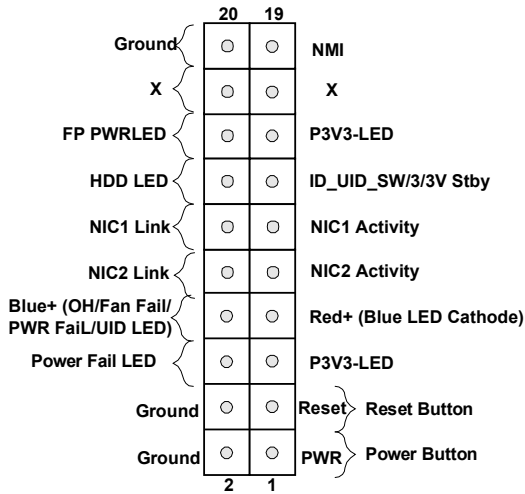 20 19
Ground NMI
X X
FP PWRLED P3V3-LED
HDD LED ID_UID_SW/3/3V Stby
NIC1 Link NIC1 Activity
NIC2 Link NIC2 Activity
Blue+ (OH/Fan Fail/
PWR FaiL/UID LED) Red+ (Blue LED Cathode)
Power Fail LED P3V3-LED
Ground Reset Reset Button
Ground PWR Power Button
2 1